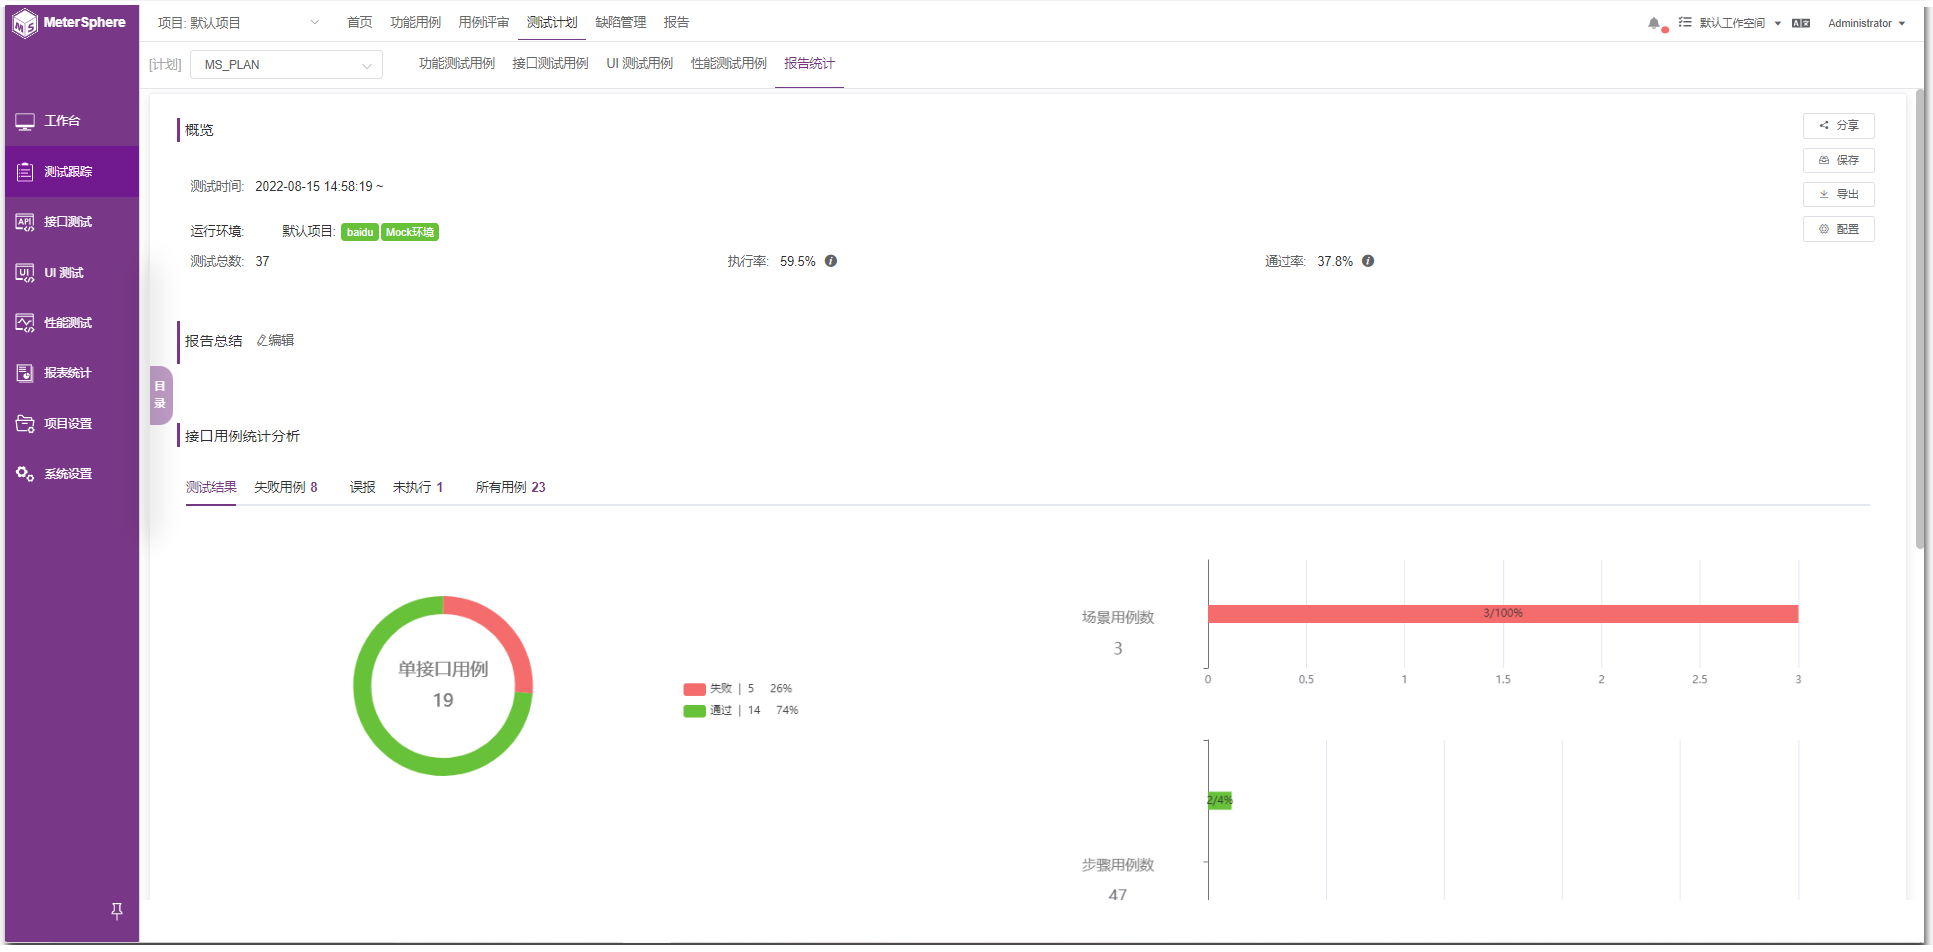 MeterSphere
项目: 默认项目
首页 功能用例 用例评审 测试计划 缺陷管理 报告
默认工作空间
Administrator
[计划] MS_PLAN
功能测试用例 接口测试用例 UI 测试用例 性能测试用例 报告统计
工作台
测试跟踪
API 接口测试
UI UI 测试
性能测试
报表统计
项目设置
系统设置
目录
概览
分享
保存
导出
配置
测试时间: 2022-08-15 14:58:19 ~
运行环境: 默认项目: baidu Mock环境
测试总数: 37 执行率: 59.5% 通过率: 37.8%
报告总结 编辑
接口用例统计分析
测试结果 失败用例 8 误报 未执行 1 所有用例 23
单接口用例
19
失败 | 5 26%
通过 | 14 74%
场景用例数
3
3/100%
0 0.5 1 1.5 2 2.5 3
2/4%
步骤用例数
47